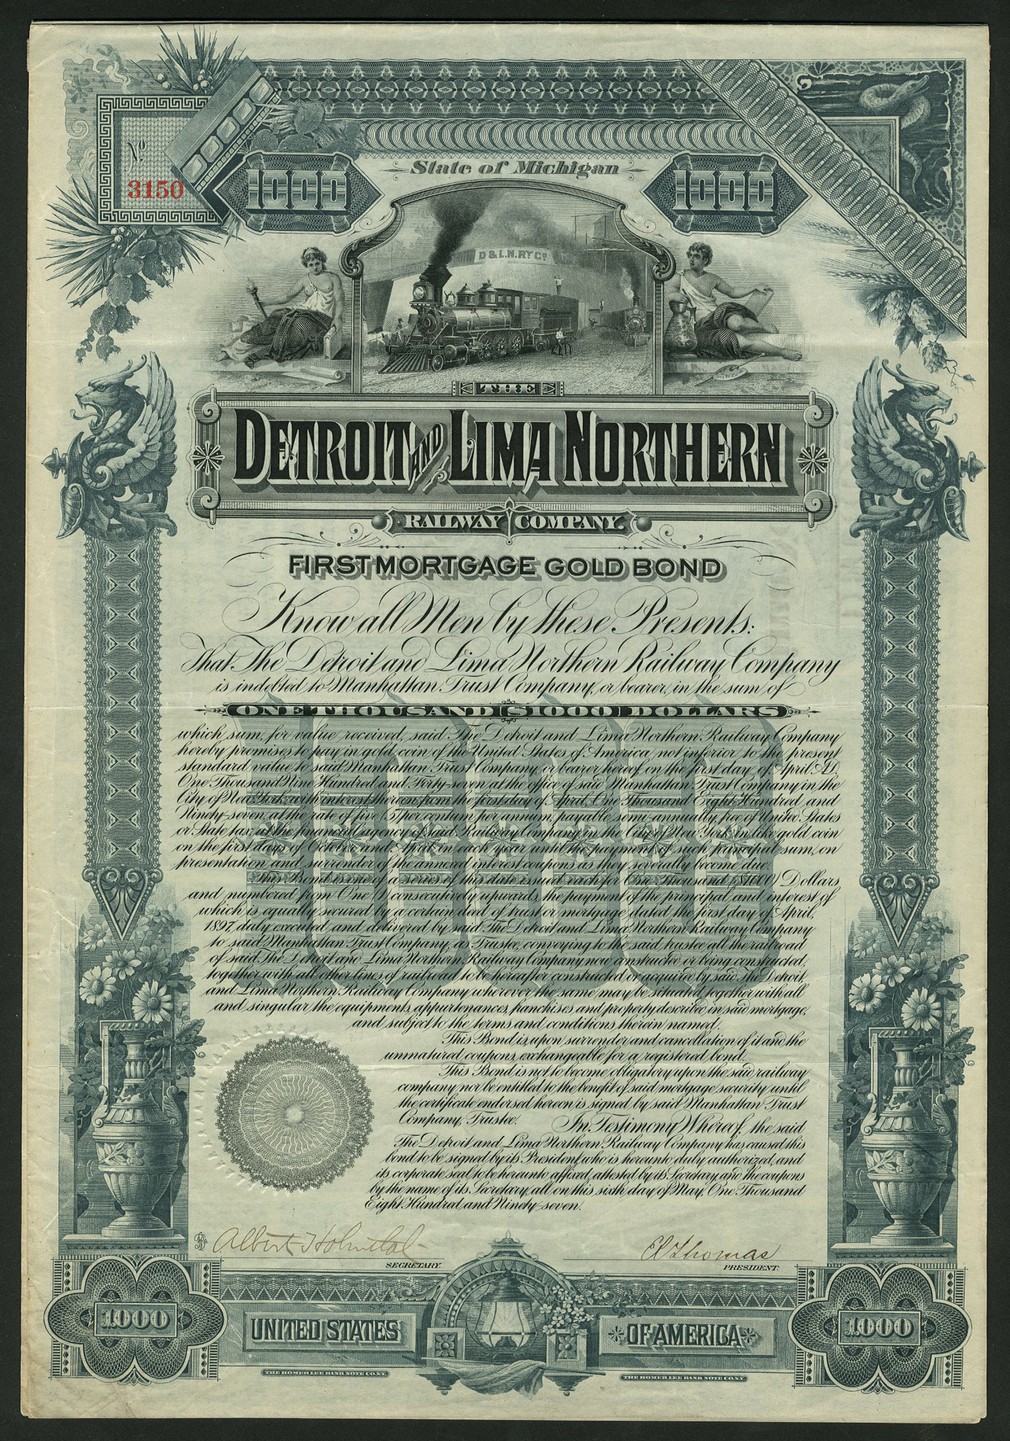 No.
3150
State of Michigan
1000 1000
D & L.N. RY Co.
THE
DETROIT AND LIMA NORTHERN
RAILWAY COMPANY
FIRST MORTGAGE GOLD BOND
Know all Men by these Presents:
That The Detroit and Lima Northern Railway Company
is indebted to Manhattan Trust Company, or bearer, in the sum of
ONE THOUSAND ($1000) DOLLARS
which sum, for value received, said The Detroit and Lima Northern Railway Company
hereby promises to pay in gold coin of the United States of America, not inferior to the present
standard value to said Manhattan Trust Company or bearer hereof on the first day of April A.D.
One Thousand Nine Hundred and Forty-seven at the office of said Manhattan Trust Company in the
City of New York, with interest thereon from the first day of April, One Thousand Eight Hundred and
Ninety-seven, at the rate of five (5) per centum per annum, payable semi-annually, free of United States
or State tax, at the financial agency of said Railway Company in the City of New York in like gold coin
on the first days of October and April in each year until the payment of such principal sum, on
presentation and surrender of the annexed interest coupons as they severally become due.
This Bond is one of a series of this date issued each for One Thousand ($1000) Dollars
and numbered from One (1) consecutively upwards, the payment of the principal and interest of
which is equally secured by a certain deed of trust or mortgage dated the first day of April,
1897, duly executed and delivered by said The Detroit and Lima Northern Railway Company
to said Manhattan Trust Company, as Trustee, conveying to the said trustee all the railroad
of said The Detroit and Lima Northern Railway Company now constructed or being constructed,
together with all other lines of railroad to be hereafter constructed or acquired by said The Detroit
and Lima Northern Railway Company wherever the same may be situated, together with all
and singular the equipments, appurtenances, franchises and property described in said mortgage,
and subject to the terms and conditions therein named.
This Bond is, upon surrender and cancellation of it and the
unmatured coupons, exchangeable for a registered bond.
This Bond is not to become obligatory upon the said railway
company nor be entitled to the benefit of said mortgage security until
the certificate endorsed hereon is signed by said Manhattan Trust
Company, Trustee. In Testimony Whereof, the said
The Detroit and Lima Northern Railway Company has caused this
bond to be signed by its President, who is hereunto duly authorized, and
its corporate seal to be hereunto affixed, attested by its Secretary and the coupons
by the name of its Secretary, all on this sixth day of May, One Thousand
Eight Hundred and Ninety-seven.
SECRETARY.
PRESIDENT.
1000 UNITED STATES OF AMERICA 1000
THE HOMER LEE BANK NOTE CO. N.Y. THE HOMER LEE BANK NOTE CO. N.Y.